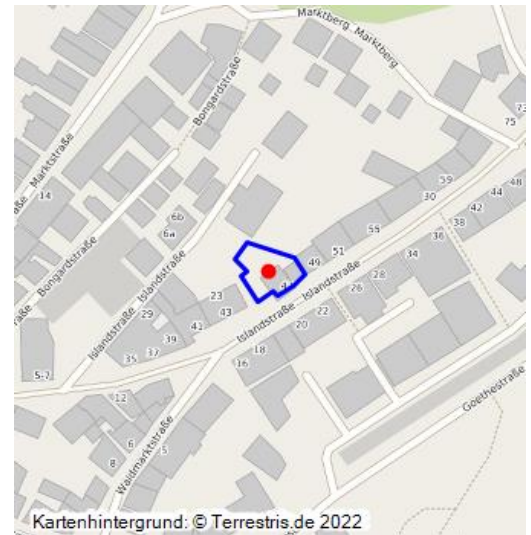 Marktberg
Marktberg
Bongardstraße
Marktstraße
73
75
14
59
48
44
42
38
30
6b
6a
55
36
Bongardstraße
51
34
49
28
26
Islandstraße
Islandstraße
23
22
Islandstraße
43
20
29
41
Islandstraße
39
18
37
35
16
Goethestraße
5-7
12
Waldmarktstraße
6
5
8
Kartenhintergrund: © Terrestris.de 2022